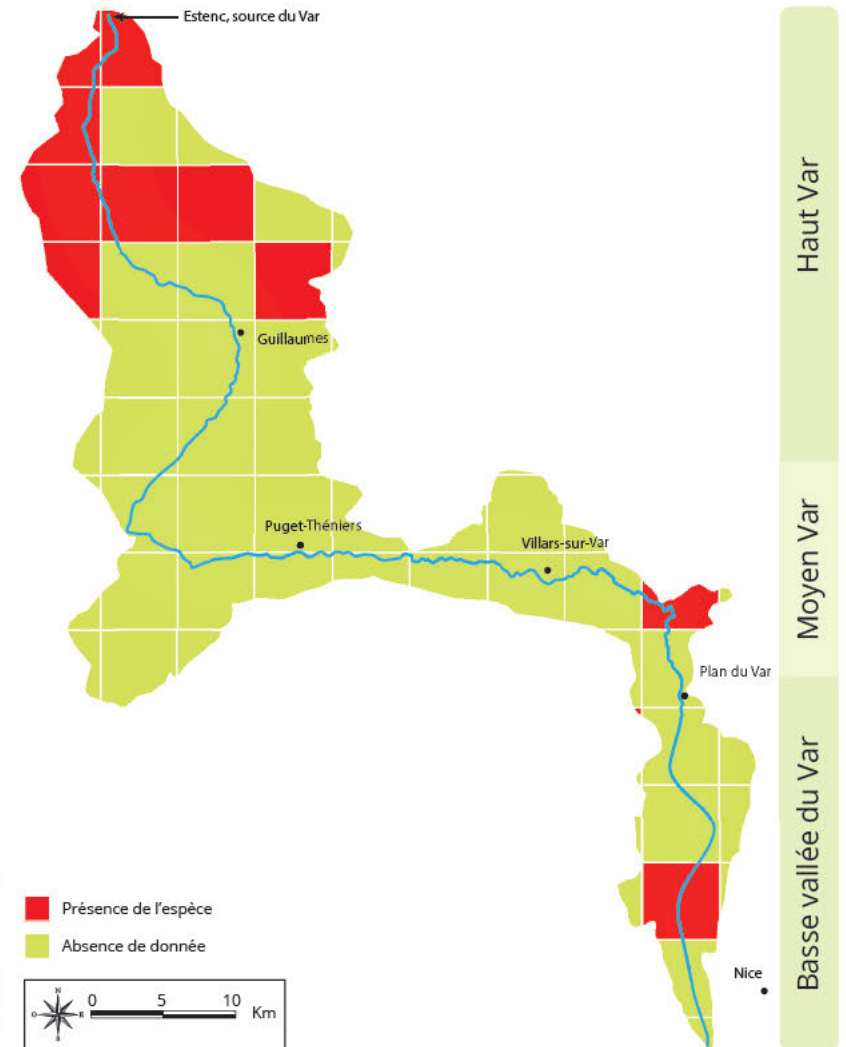 Estenc, source du Var
Haut Var
Guillaumes
Puget-Théniers
Villars-sur-Var
Moyen Var
Plan du Var
Basse vallée du Var
Présence de l'espèce
Absence de donnée
Nice
N
O E
S
0 5 10 Km